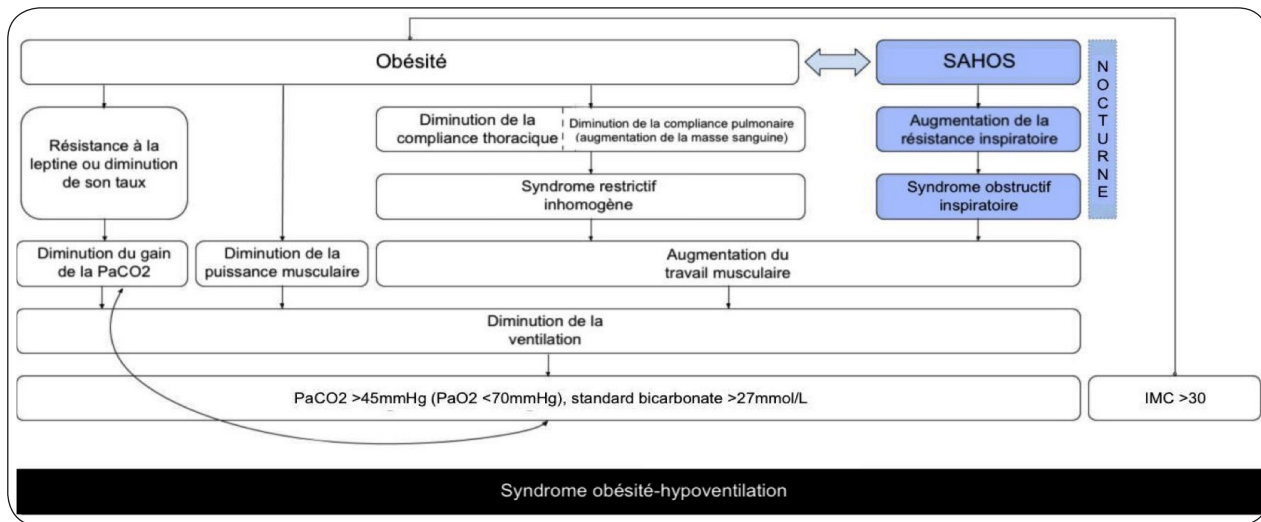 Obésité
SAHOS
NOCTURNE
Résistance à la
leptine ou diminution
de son taux
Diminution de la
compliance thoracique
Diminution de la compliance pulmonaire
(augmentation de la masse sanguine)
Augmentation de la
résistance inspiratoire
Syndrome restrictif
inhomogène
Syndrome obstructif
inspiratoire
Diminution du gain
de la PaCO2
Diminution de la
puissance musculaire
Augmentation du
travail musculaire
Diminution de la
ventilation
PaCO2 >45mmHg (PaO2 <70mmHg), standard bicarbonate >27mmol/L
IMC >30
Syndrome obésité-hypoventilation